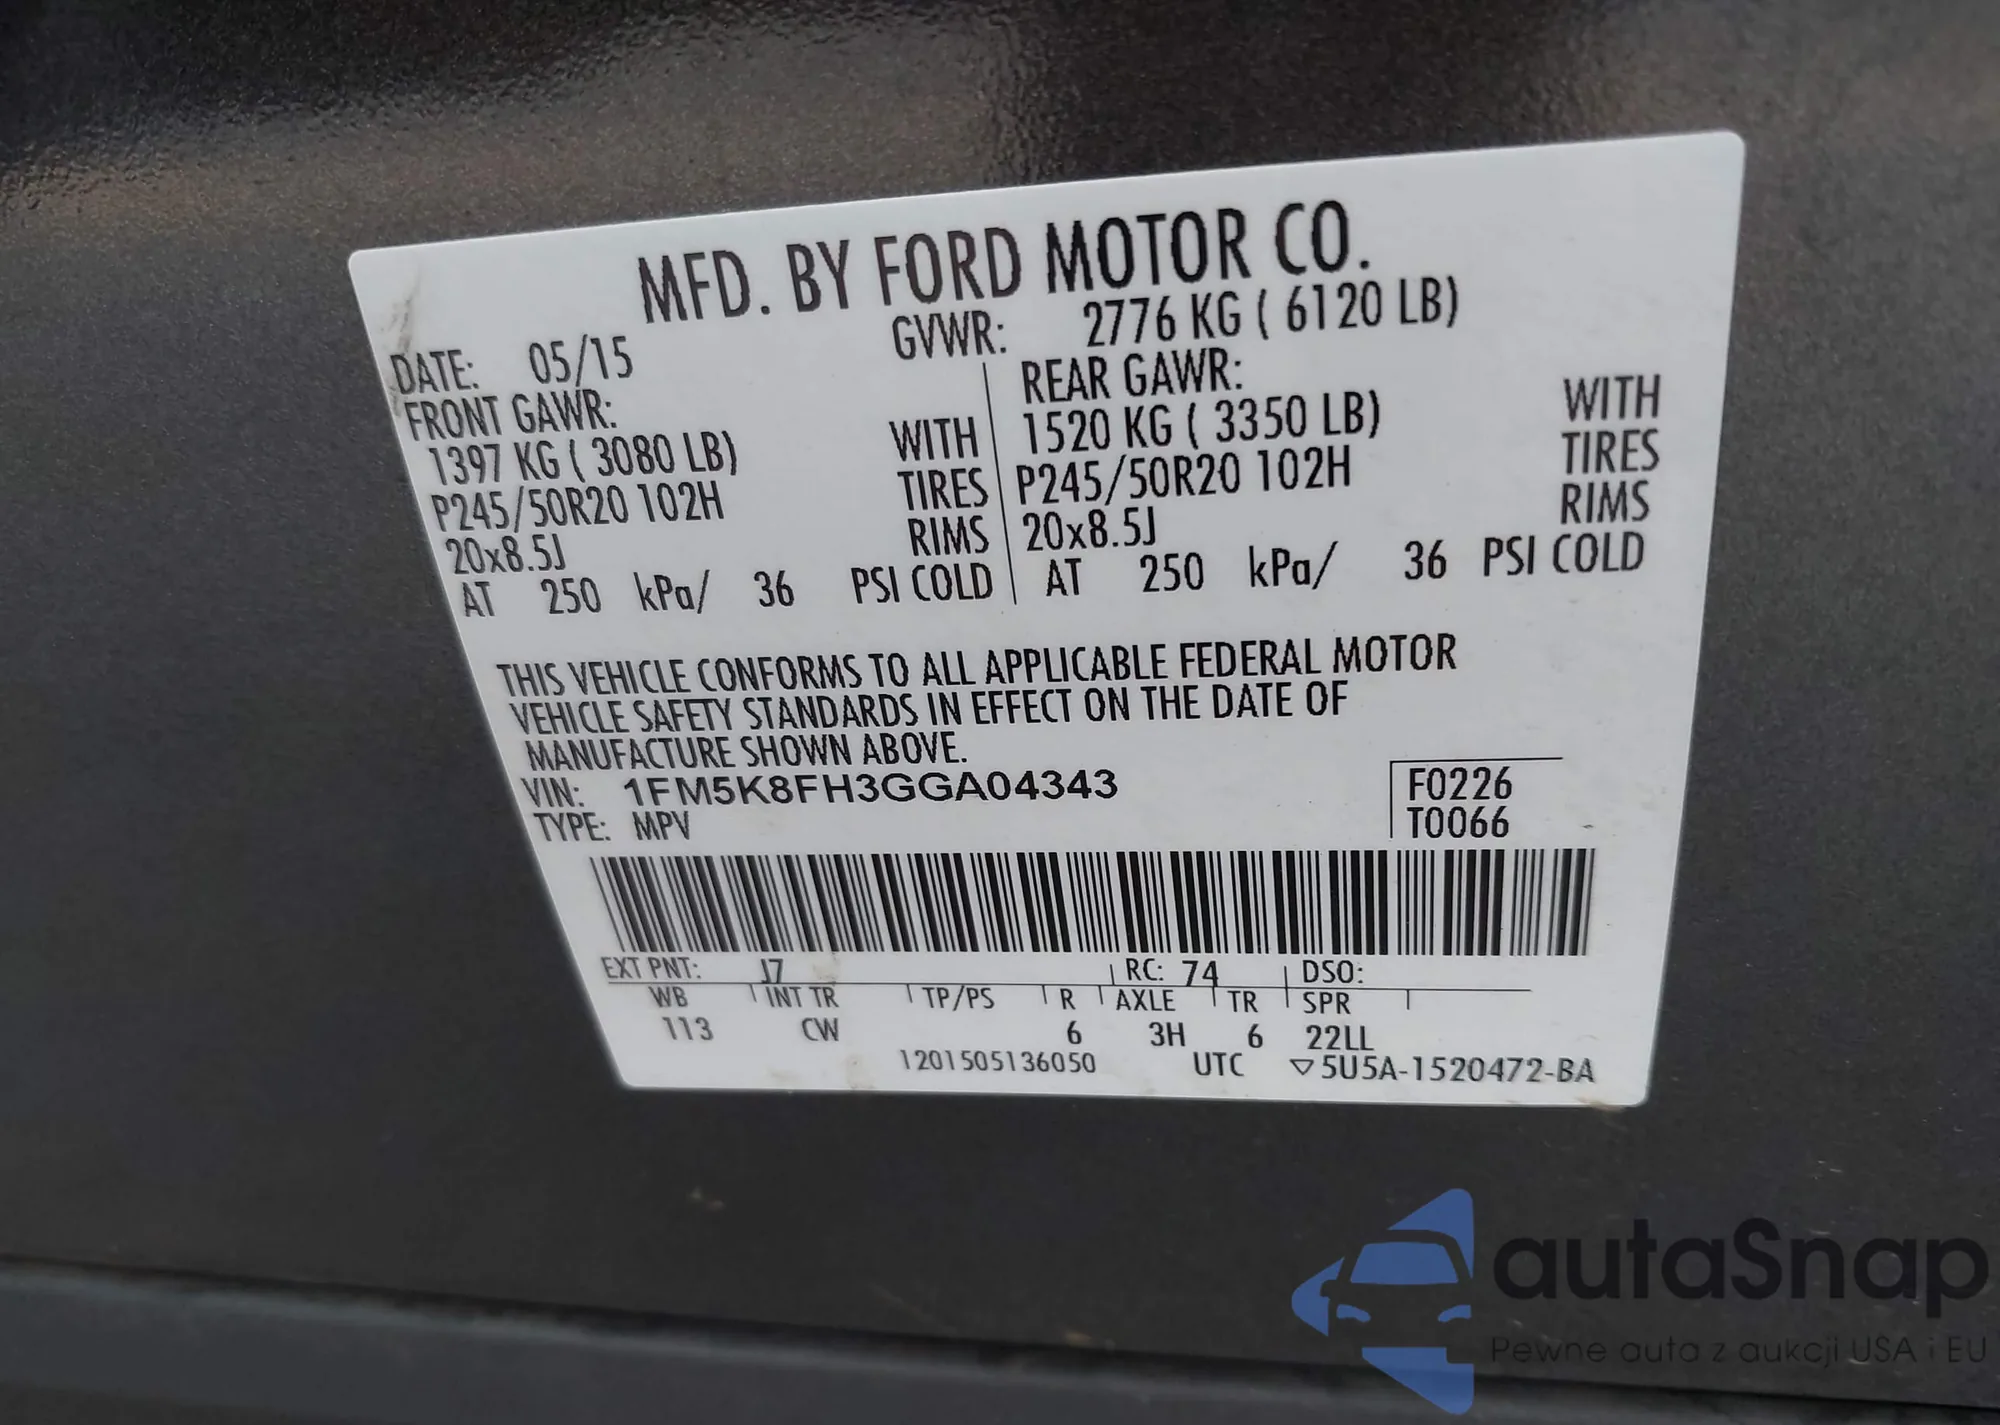 MFD. BY FORD MOTOR CO.
DATE: 05/15 GVWR: 2776 KG ( 6120 LB)
FRONT GAWR: REAR GAWR:
1397 KG ( 3080 LB) WITH 1520 KG ( 3350 LB) WITH
P245/50R20 102H TIRES P245/50R20 102H TIRES
20x8.5J RIMS 20x8.5J RIMS
AT 250 kPa/ 36 PSI COLD AT 250 kPa/ 36 PSI COLD
THIS VEHICLE CONFORMS TO ALL APPLICABLE FEDERAL MOTOR
VEHICLE SAFETY STANDARDS IN EFFECT ON THE DATE OF
MANUFACTURE SHOWN ABOVE.
VIN: 1FM5K8FH3GGA04343 F0226
TYPE: MPV T0066
EXT PNT: J7 RC: 74 DSO:
WB INT TR TP/PS R AXLE TR SPR
113 CW 6 3H 6 22LL
1201505136050 UTC ▽5U5A-1520472-BA
autaSnap
Pewne auta z aukcji USA i EU